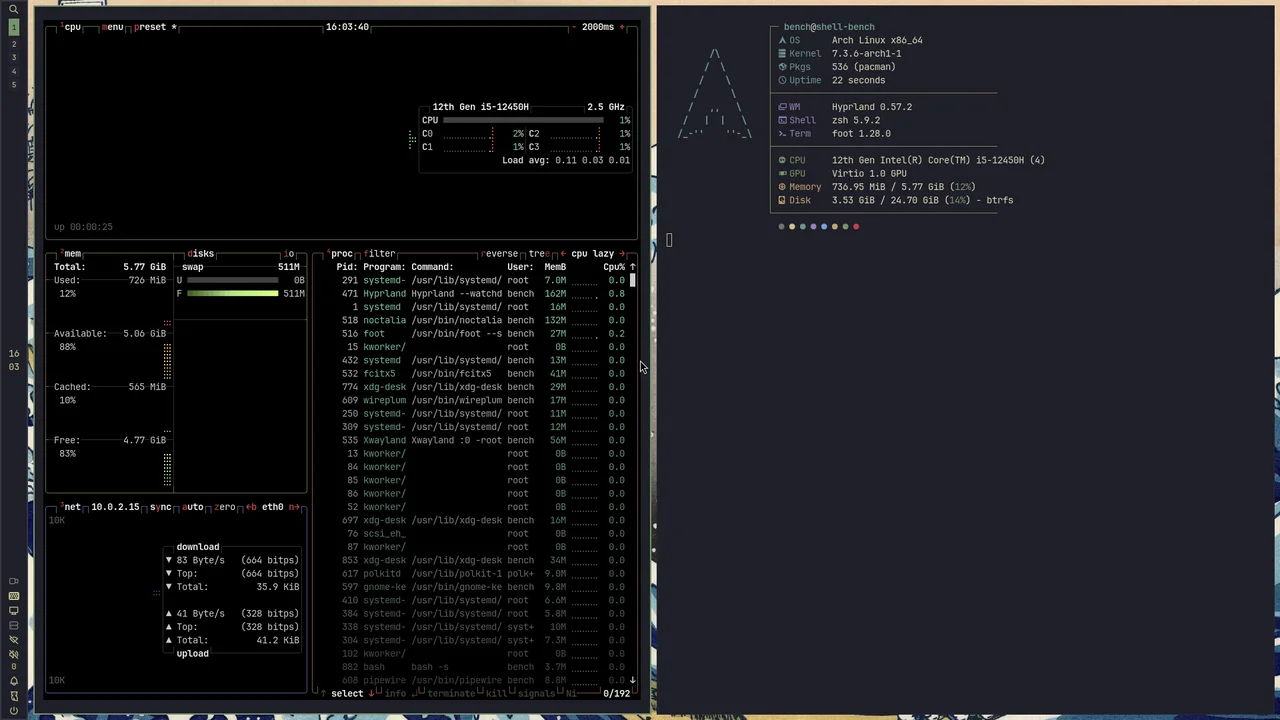 1
2
3
4
5
16
03
¹cpu menu preset * 16:03:40 - 2000ms +
12th Gen i5-12450H 2.5 GHz
CPU 1%
C0 2% C2 1%
C1 1% C3 1%
Load avg: 0.11 0.03 0.01
up 00:00:25
²mem disks io
Total: 5.77 GiB
Used: 726 MiB
12%
Available: 5.06 GiB
88%
Cached: 565 MiB
10%
Free: 4.77 GiB
83%
swap 511M
U 0B
F 511M
³net 10.0.2.15 sync auto zero ←b eth0 n→
10K
download
▼ 83 Byte/s (664 bitps)
▼ Top: (664 bitps)
▼ Total: 35.9 KiB
▲ 41 Byte/s (328 bitps)
▲ Top: (328 bitps)
▲ Total: 41.2 KiB
upload
10K
⁴proc filter reverse tree ← cpu lazy →
Pid: Program: Command: User: MemB Cpu% ↑
291 systemd- /usr/lib/systemd/ root 7.0M 0.0
471 Hyprland Hyprland --watchd bench 162M 0.8
1 systemd /usr/lib/systemd/ root 16M 0.0
518 noctalia /usr/bin/noctalia bench 132M 0.0
516 foot /usr/bin/foot --s bench 27M 0.2
15 kworker/ root 0B 0.0
432 systemd /usr/lib/systemd/ bench 13M 0.0
532 fcitx5 /usr/bin/fcitx5 bench 41M 0.0
774 xdg-desk /usr/lib/xdg-desk bench 29M 0.0
609 wireplum /usr/bin/wireplum bench 17M 0.0
250 systemd- /usr/lib/systemd/ root 11M 0.0
309 systemd- /usr/lib/systemd/ root 12M 0.0
535 Xwayland Xwayland :0 -root bench 56M 0.0
13 kworker/ root 0B 0.0
84 kworker/ root 0B 0.0
85 kworker/ root 0B 0.0
86 kworker/ root 0B 0.0
52 kworker/ root 0B 0.0
697 xdg-desk /usr/lib/xdg-desk bench 16M 0.0
76 scsi_eh_ root 0B 0.0
87 kworker/ root 0B 0.0
853 xdg-desk /usr/lib/xdg-desk bench 34M 0.0
617 polkitd /usr/lib/polkit-1 polk+ 9.0M 0.0
597 gnome-ke /usr/bin/gnome-ke bench 9.8M 0.0
410 systemd- /usr/lib/systemd/ root 6.6M 0.0
384 systemd- /usr/lib/systemd/ root 5.8M 0.0
338 systemd- /usr/lib/systemd/ syst+ 10M 0.0
304 systemd- /usr/lib/systemd/ syst+ 7.3M 0.0
102 kworker/ root 0B 0.0
882 bash bash -s bench 3.7M 0.0
608 pipewire /usr/bin/pipewire bench 8.8M 0.0 ↓
↑ select ↓ info ↵ terminate kill signals Ni 0/192
bench@shell-bench
OS Arch Linux x86_64
Kernel 7.3.6-arch1-1
Pkgs 536 (pacman)
Uptime 22 seconds
WM Hyprland 0.57.2
Shell zsh 5.9.2
Term foot 1.28.0
CPU 12th Gen Intel(R) Core(TM) i5-12450H (4)
GPU Virtio 1.0 GPU
Memory 736.95 MiB / 5.77 GiB (12%)
Disk 3.53 GiB / 24.70 GiB (14%) - btrfs